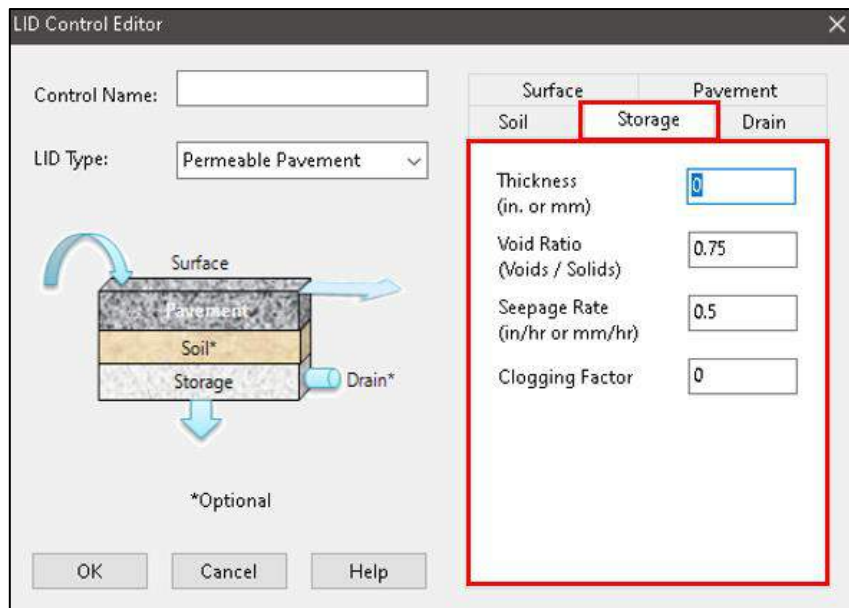 LID Control Editor
Control Name:
LID Type:
Permeable Pavement
Surface
Pavement
Soil*
Storage
Drain*
*Optional
OK
Cancel
Help
Surface
Pavement
Soil
Storage
Drain
Thickness
(in. or mm)
0
Void Ratio
(Voids / Solids)
0.75
Seepage Rate
(in/hr or mm/hr)
0.5
Clogging Factor
0